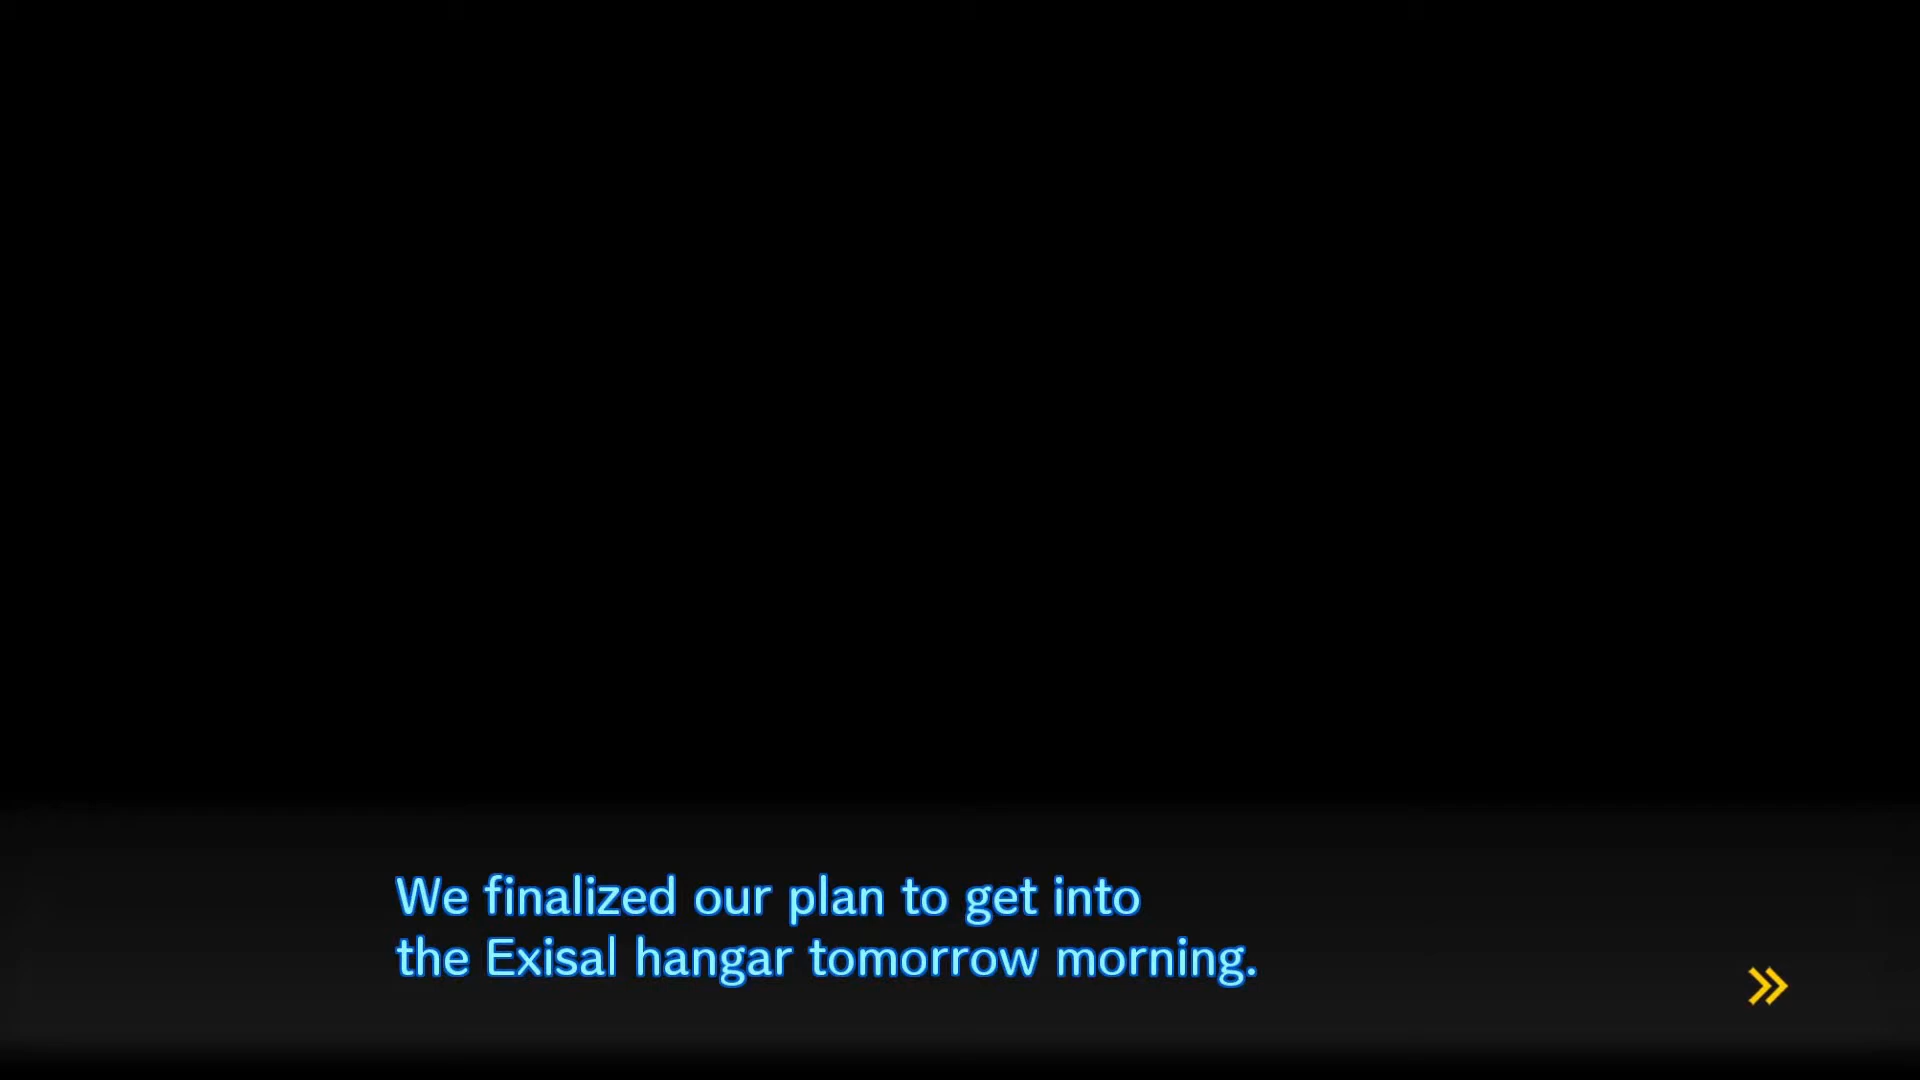 We finalized our plan to get into
the Exisal hangar tomorrow morning.